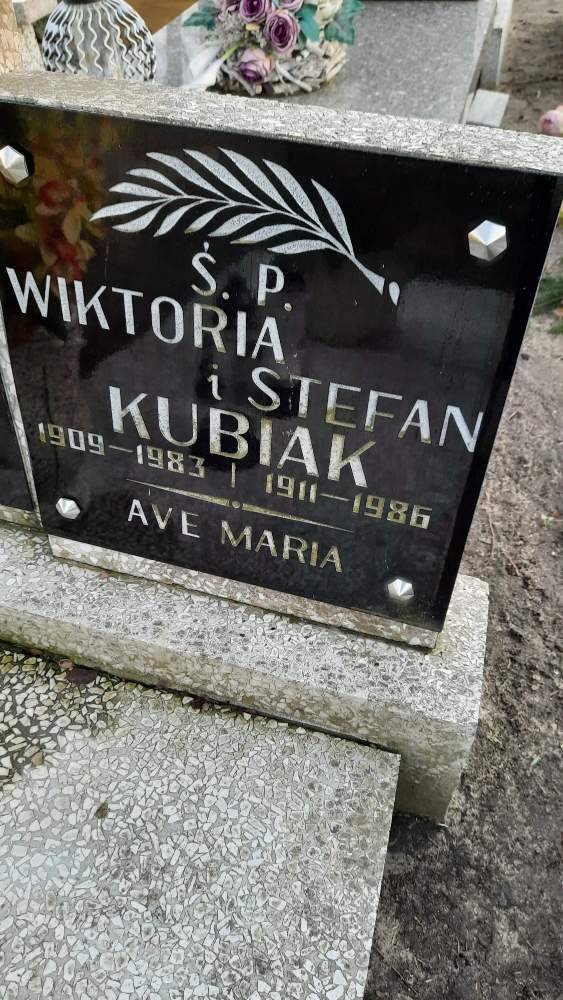 Ś. P.
WIKTORIA
i STEFAN
KUBIAK
1909-1983 | 1911-1986
AVE MARIA